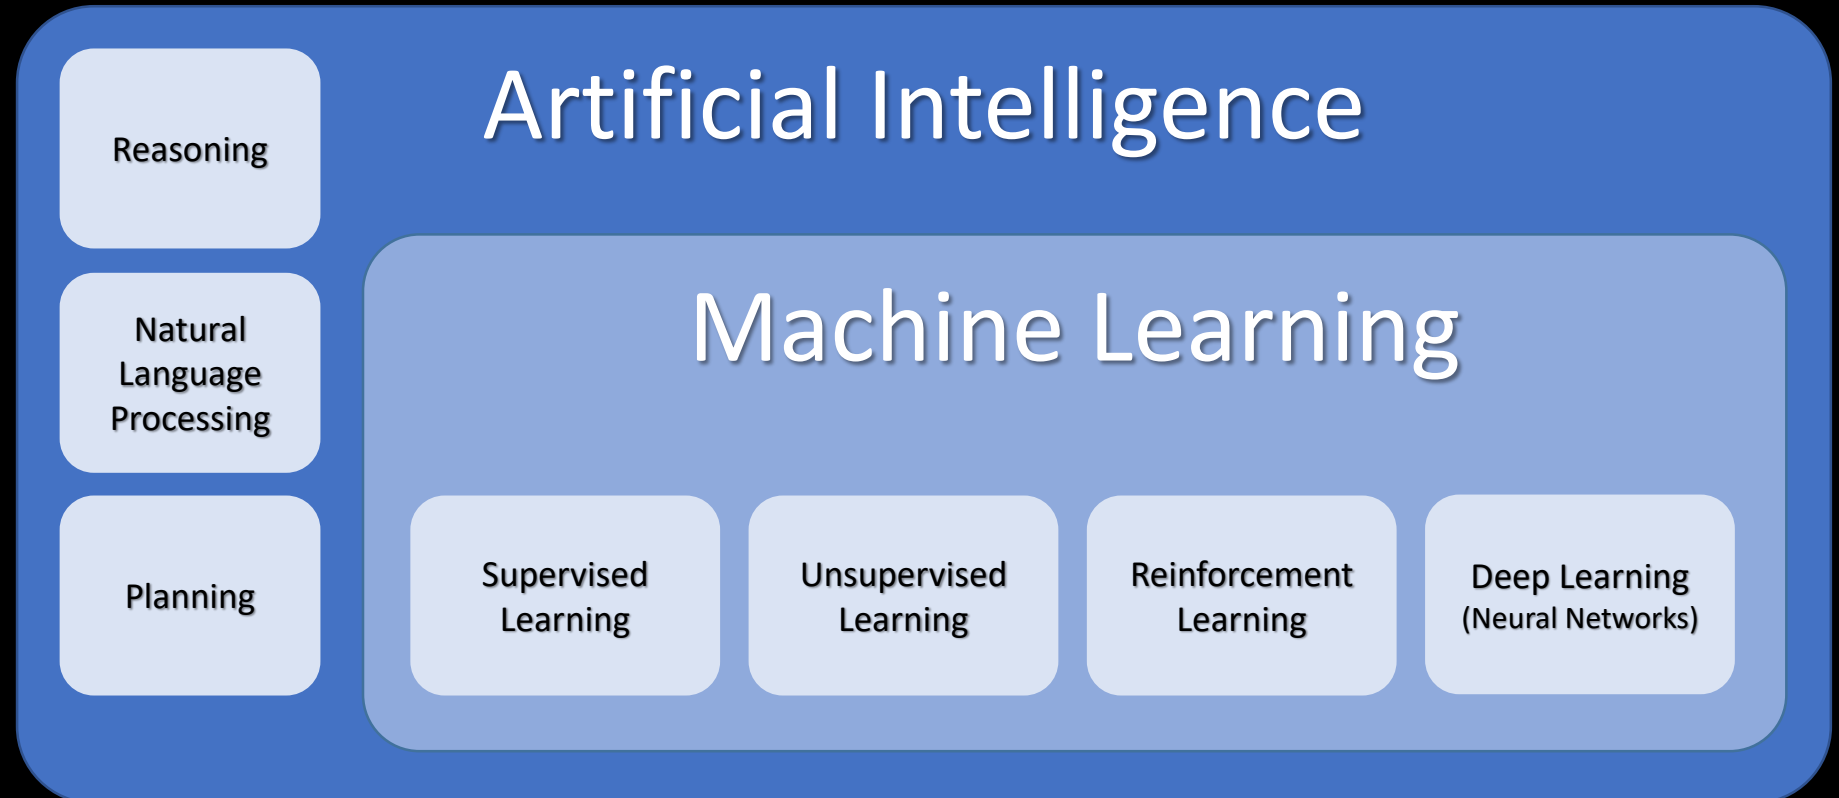 Artificial Intelligence
Reasoning
Natural
Language
Processing
Planning
Machine Learning
Supervised
Learning
Unsupervised
Learning
Reinforcement
Learning
Deep Learning
(Neural Networks)